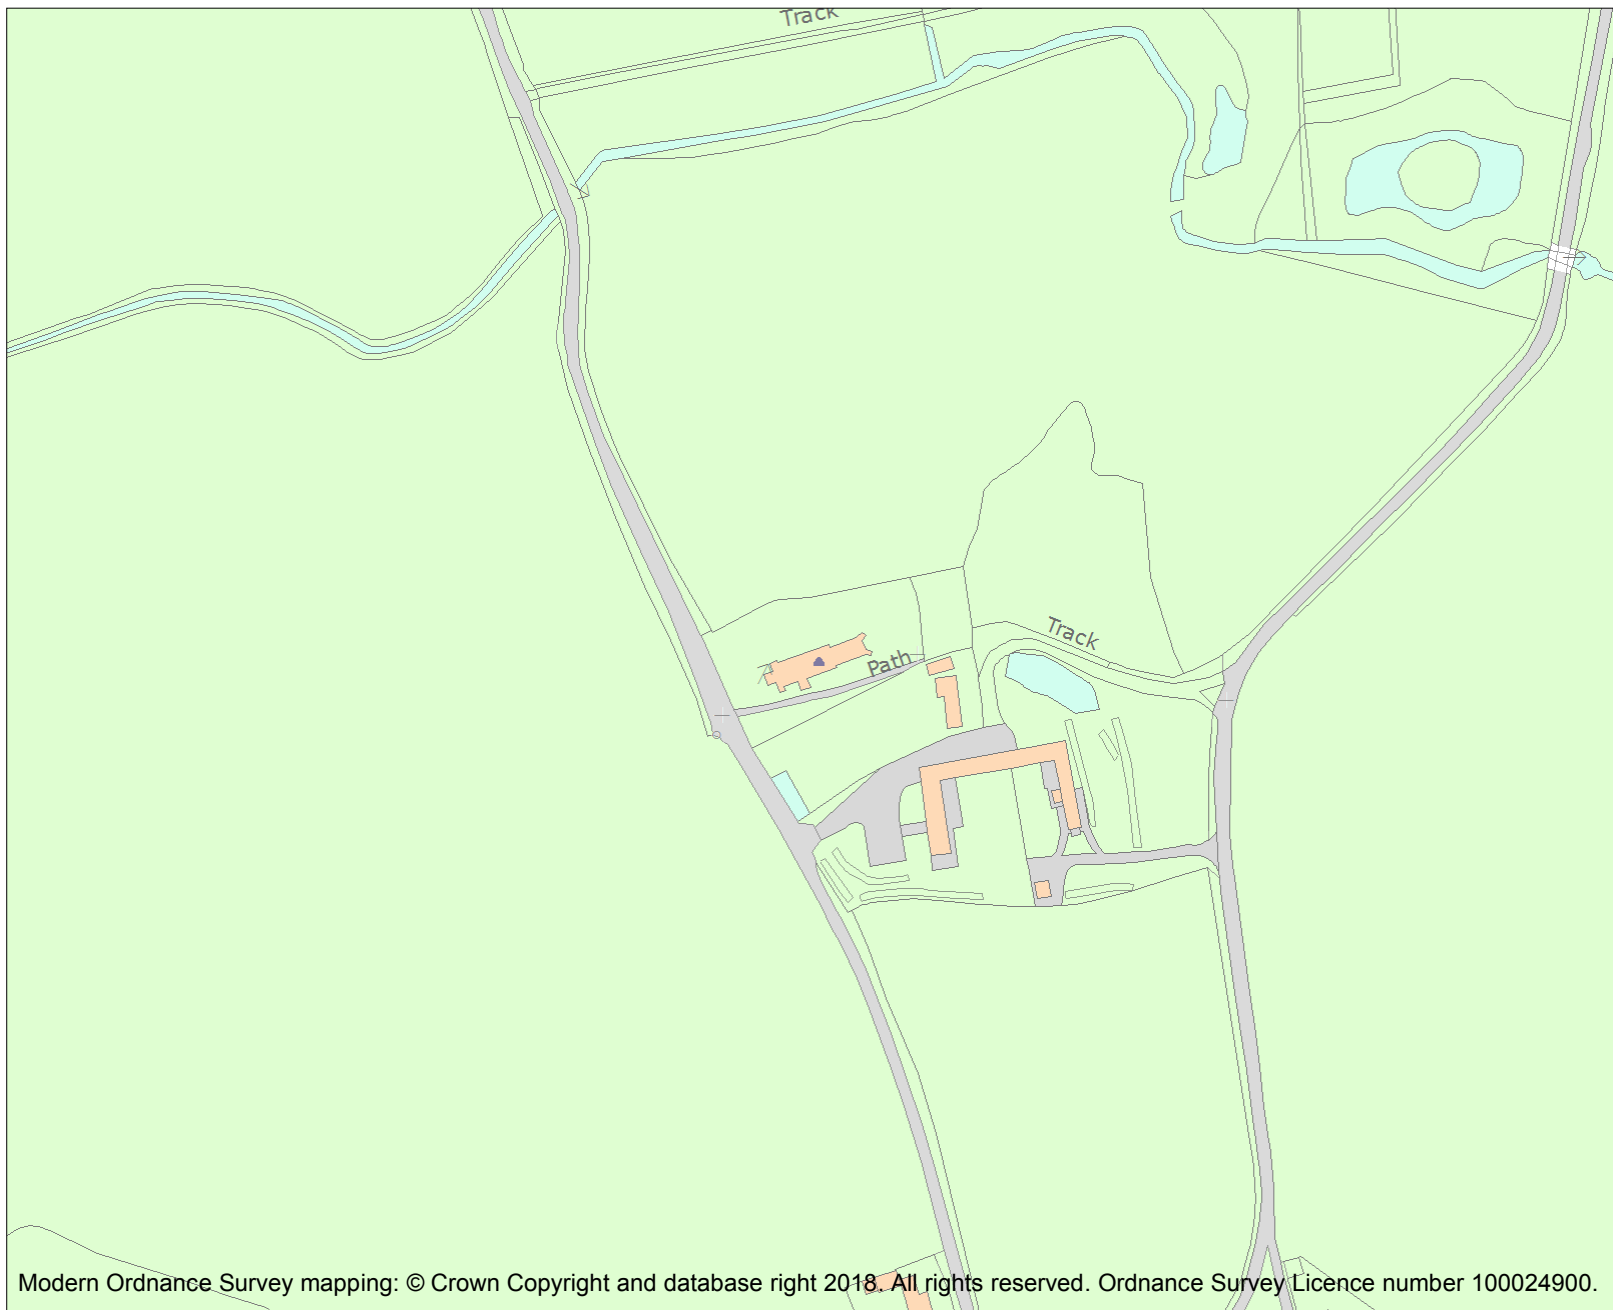 Track
Track
Path
Modern Ordnance Survey mapping: © Crown Copyright and database right 2018. All rights reserved. Ordnance Survey Licence number 100024900.